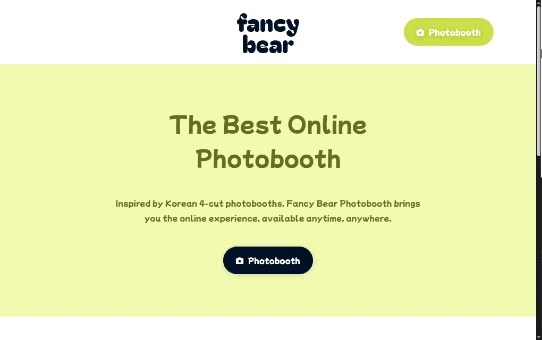 fancy
bear
Photobooth
The Best Online
Photobooth
Inspired by Korean 4-cut photobooths, Fancy Bear Photobooth brings
you the online experience, available anytime, anywhere.
Photobooth